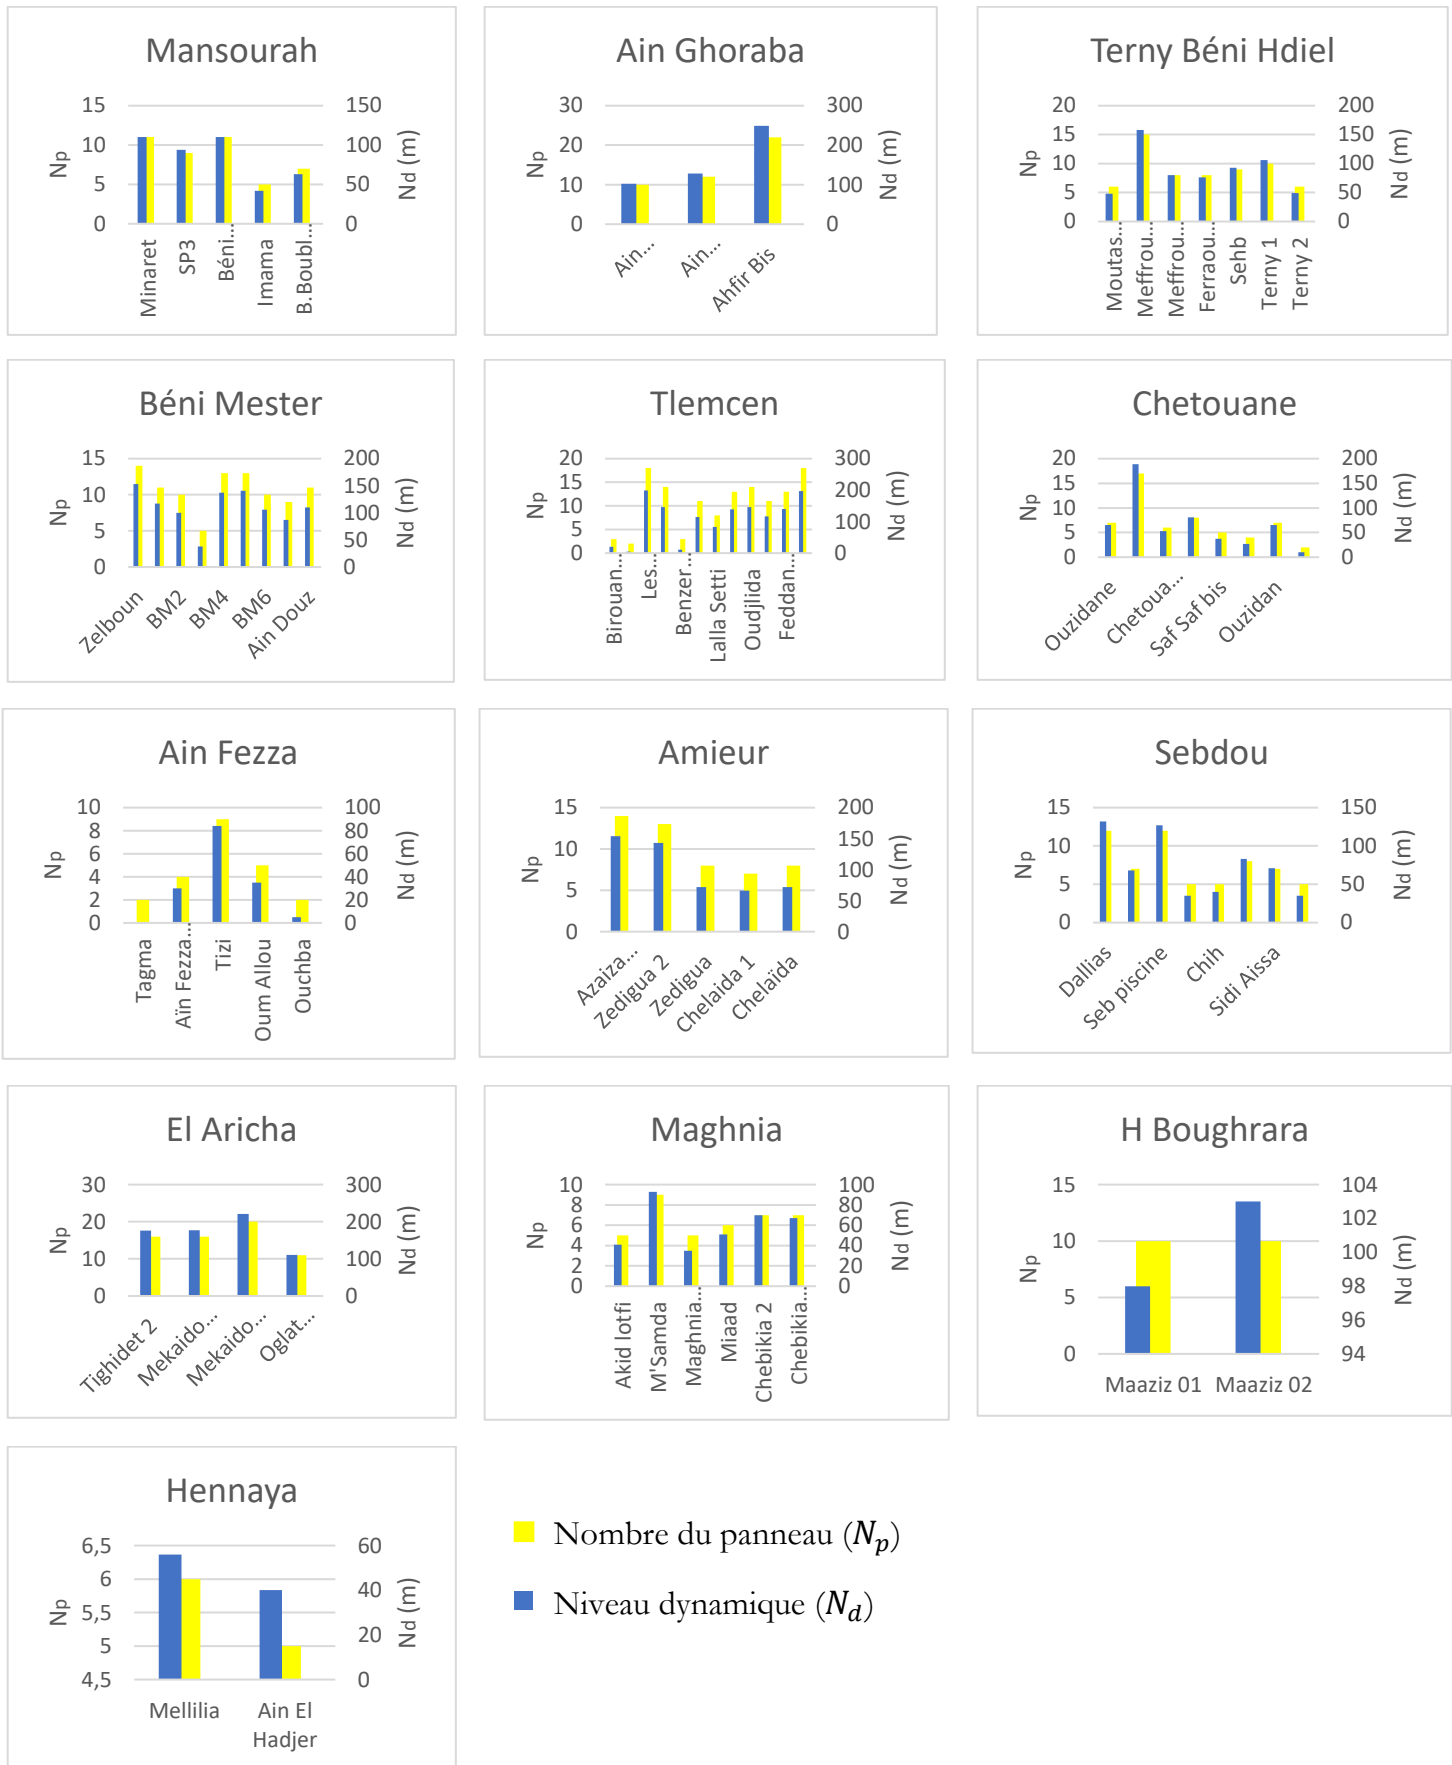 Mansourah
15
10
5
0
Np
150
100
50
0
Nd (m)
Minaret
SP3
Béni…
Imama
B.Boubl…
Ain Ghoraba
30
20
10
0
Np
300
200
100
0
Nd (m)
Ain…
Ain…
Ahfir Bis
Terny Béni Hdiel
20
15
10
5
0
Np
200
150
100
50
0
Nd (m)
Moutas…
Meffrou…
Meffrou…
Ferraou…
Sehb
Terny 1
Terny 2
Béni Mester
15
10
5
0
Np
200
150
100
50
0
Nd (m)
Zelboun
BM2
BM4
BM6
Ain Douz
Tlemcen
20
15
10
5
0
Np
300
200
100
0
Nd (m)
Birouan…
Les…
Benzer…
Lalla Setti
Oudjlida
Feddan…
Chetouane
20
15
10
5
0
Np
200
150
100
50
0
Nd (m)
Ouzidane
Chetoua…
Saf Saf bis
Ouzidan
Ain Fezza
10
8
6
4
2
0
Np
100
80
60
40
20
0
Nd (m)
Tagma
Aïn Fezza…
Tizi
Oum Allou
Ouchba
Amieur
15
10
5
0
Np
200
150
100
50
0
Nd (m)
Azaiza…
Zedigua 2
Zedigua
Chelaida 1
Chelaïda
Sebdou
15
10
5
0
Np
150
100
50
0
Nd (m)
Dallias
Seb piscine
Chih
Sidi Aissa
El Aricha
30
20
10
0
Np
300
200
100
0
Nd (m)
Tighidet 2
Mekaido…
Mekaido…
Oglat…
Maghnia
10
8
6
4
2
0
Np
100
80
60
40
20
0
Nd (m)
Akid lotfi
M'Samda
Maghnia…
Miaad
Chebikia 2
Chebikia…
H Boughrara
15
10
5
0
Np
104
102
100
98
96
94
Nd (m)
Maaziz 01
Maaziz 02
Hennaya
6,5
6
5,5
5
4,5
Np
60
40
20
0
Nd (m)
Mellilia
Ain El
Hadjer
Nombre du panneau (Nₚ)
Niveau dynamique (N_d)